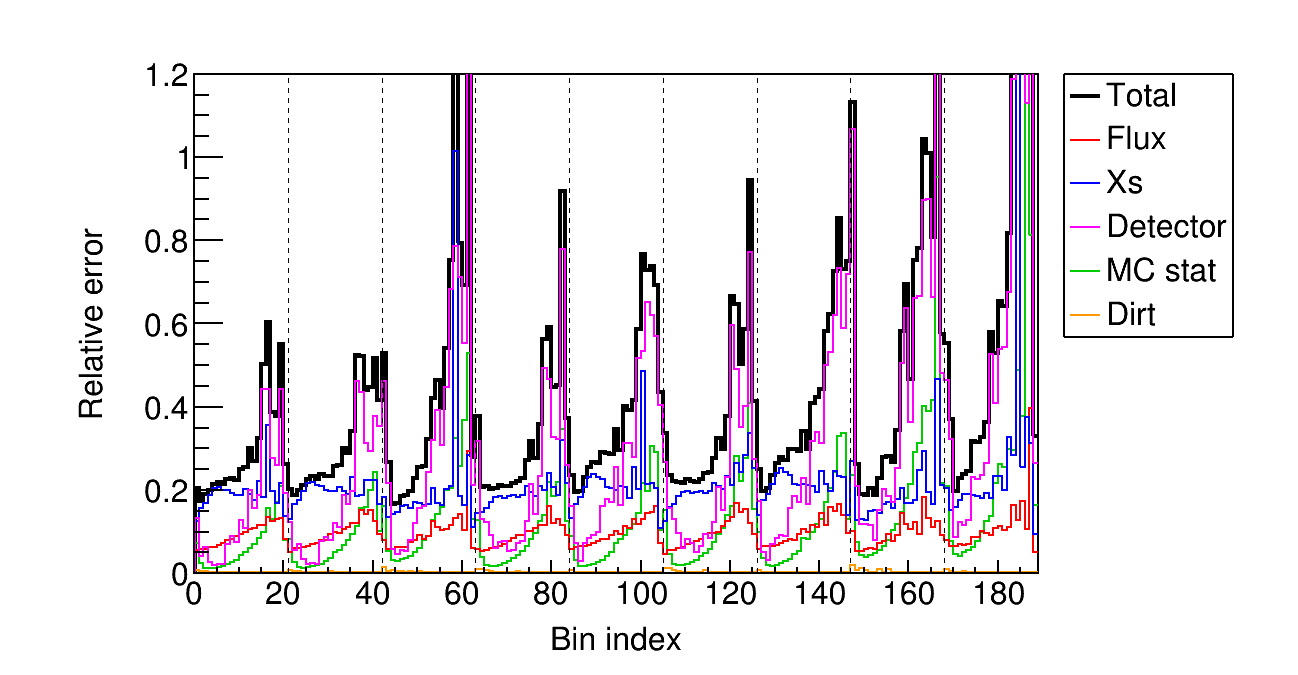 1.2
1
0.8
0.6
0.4
0.2
0
Relative error
0 20 40 60 80 100 120 140 160 180
Bin index
Total
Flux
Xs
Detector
MC stat
Dirt